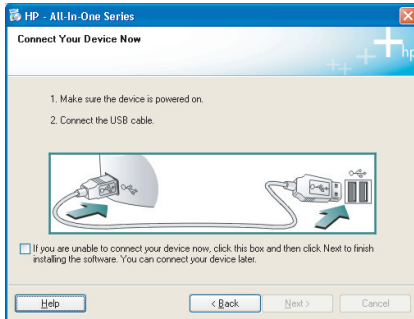 HP - All-In-One Series
Connect Your Device Now
hp
1. Make sure the device is powered on.
2. Connect the USB cable.
If you are unable to connect your device now, click this box and then click Next to finish
installing the software. You can connect your device later.
Help
< Back
Next >
Cancel